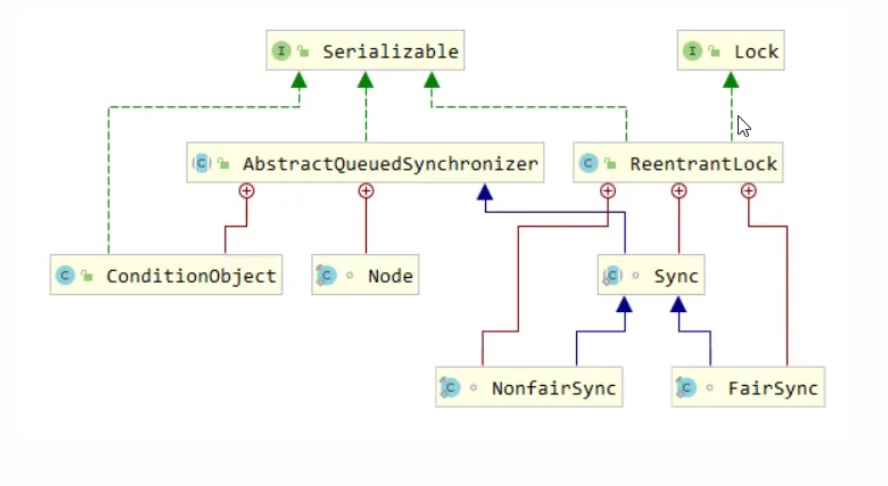 I Serializable
I Lock
C AbstractQueuedSynchronizer
C ReentrantLock
C ConditionObject
C Node
C Sync
C NonfairSync
C FairSync